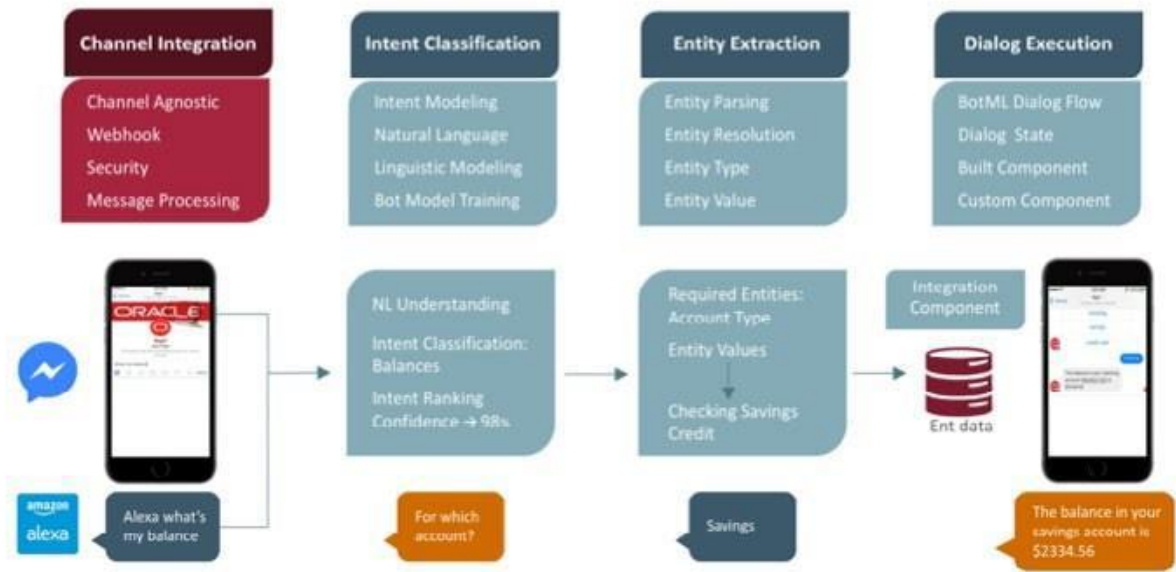 Channel Integration
Channel Agnostic
Webhook
Security
Message Processing
Intent Classification
Intent Modeling
Natural Language
Linguistic Modeling
Bot Model Training
Entity Extraction
Entity Parsing
Entity Resolution
Entity Type
Entity Value
Dialog Execution
BotML Dialog Flow
Dialog State
Built Component
Custom Component
ORACLE
NL Understanding
Intent Classification:
Balances
Intent Ranking
Confidence → 98%
Required Entities:
Account Type
Entity Values
Checking Savings
Credit
Integration
Component
Ent data
amazon
alexa
Alexa what's
my balance
For which
account?
Savings
The balance in your
savings account is
$2334.56